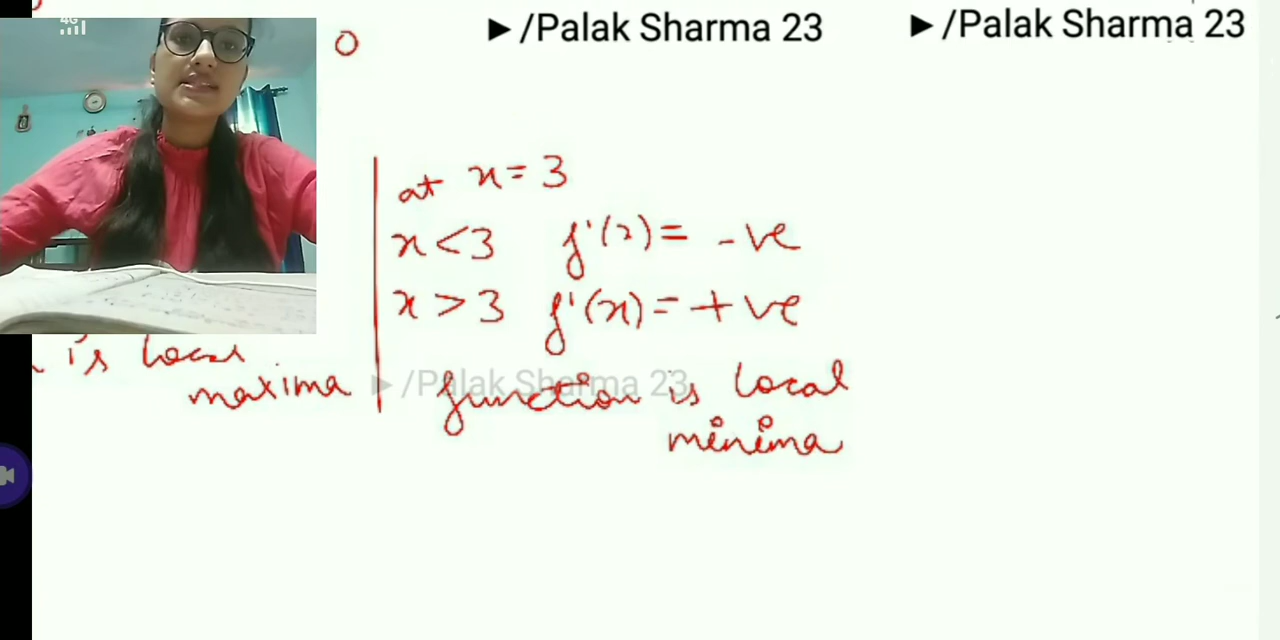 4G
▶ /Palak Sharma 23 ▶ /Palak Sharma 23
0
at x = 3
x < 3 f'(x) = -ve
x > 3 f'(x) = +ve
is local
maxima
▶ /Palak Sharma 23
function is local
minima